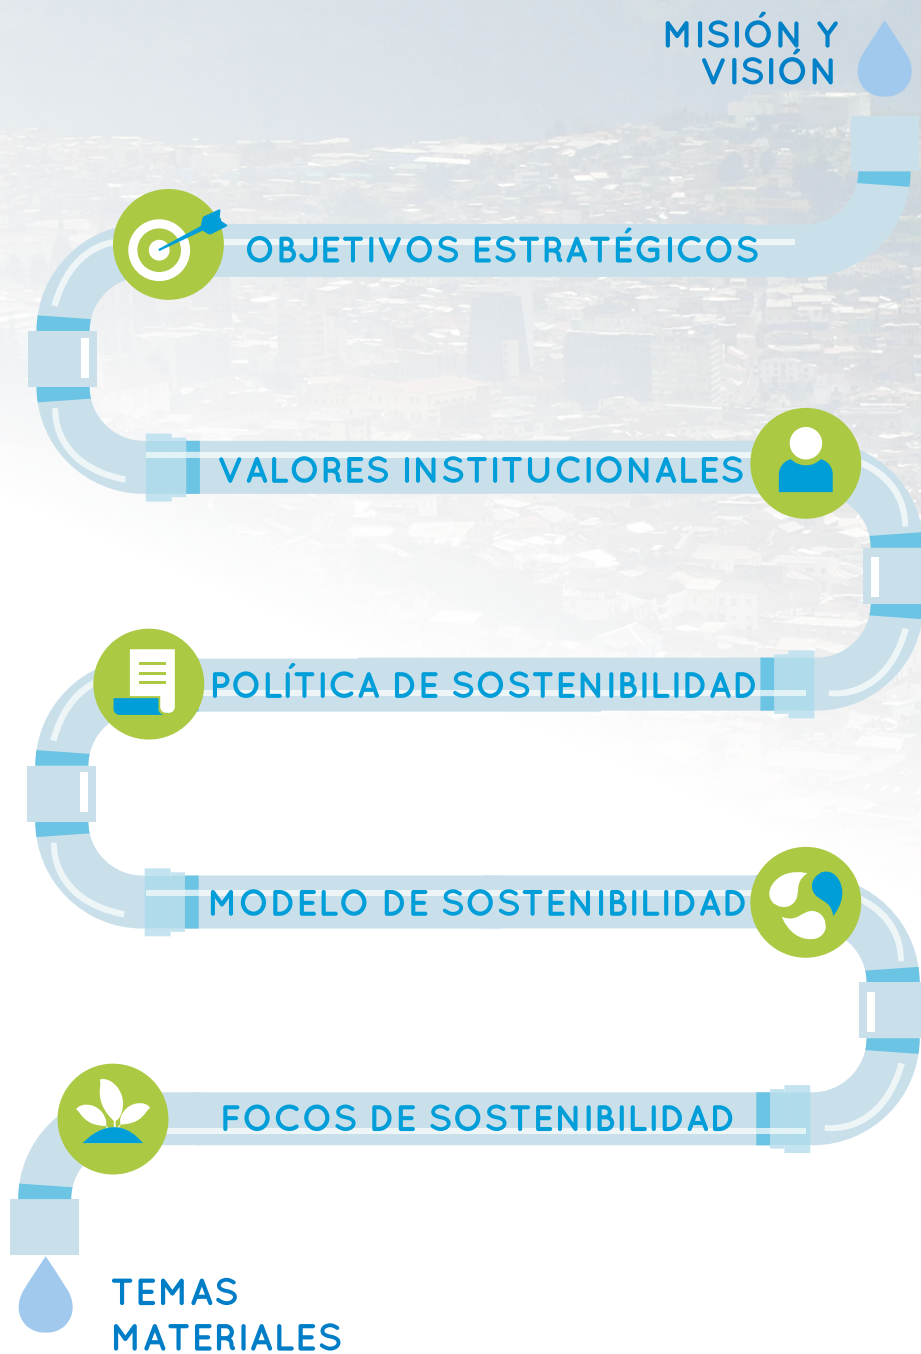 MISIÓN Y
VISIÓN
OBJETIVOS ESTRATÉGICOS
VALORES INSTITUCIONALES
POLÍTICA DE SOSTENIBILIDAD
MODELO DE SOSTENIBILIDAD
FOCOS DE SOSTENIBILIDAD
TEMAS
MATERIALES